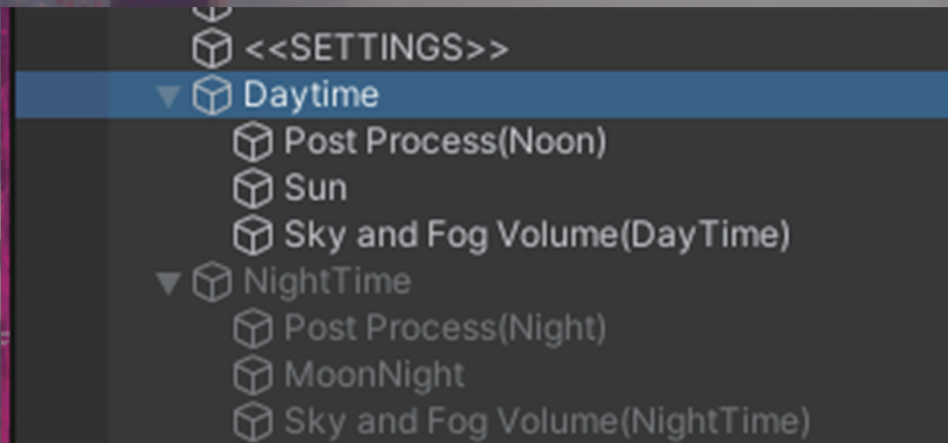 <<SETTINGS>>
Daytime
Post Process(Noon)
Sun
Sky and Fog Volume(DayTime)
NightTime
Post Process(Night)
MoonNight
Sky and Fog Volume(NightTime)